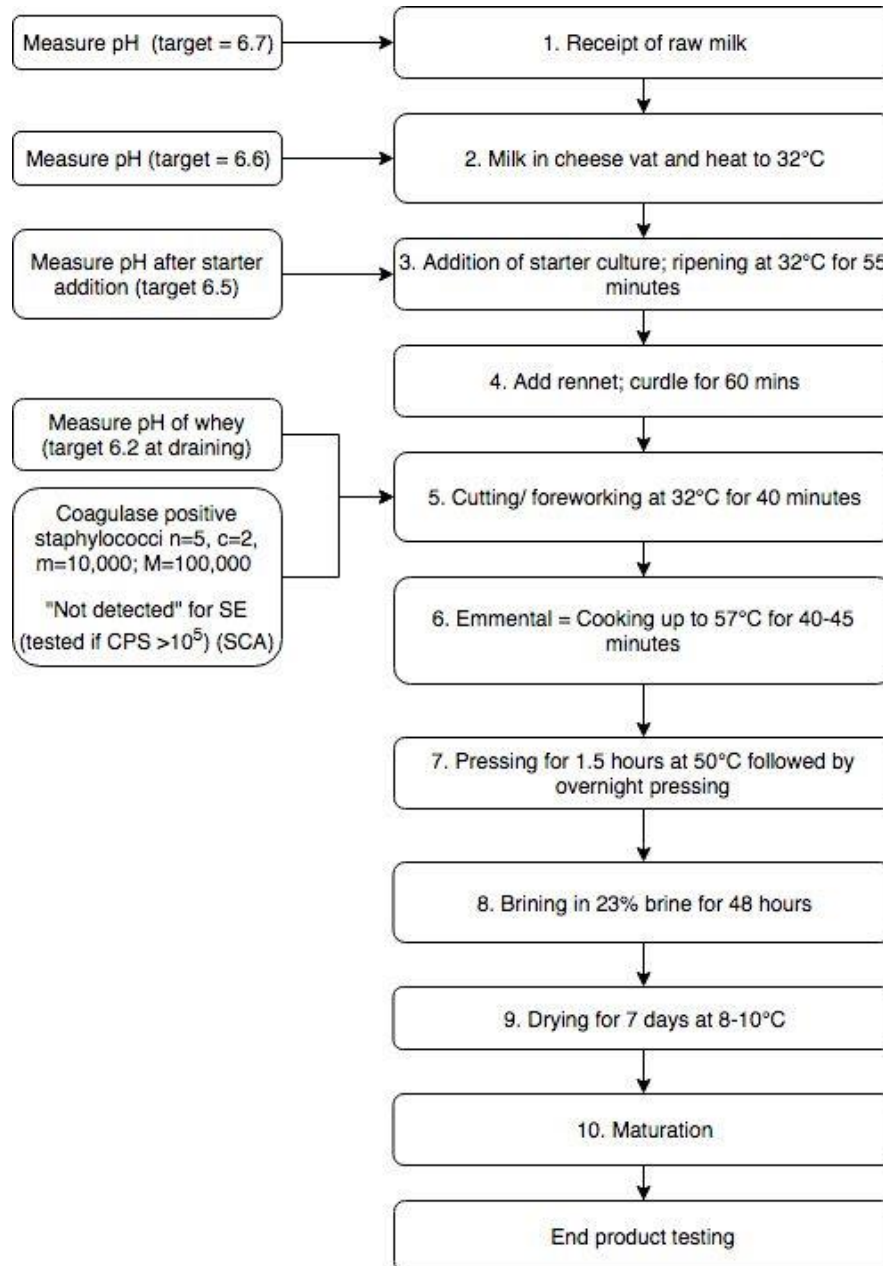 Measure pH (target = 6.7)
1. Receipt of raw milk
Measure pH (target = 6.6)
2. Milk in cheese vat and heat to 32°C
Measure pH after starter
addition (target 6.5)
3. Addition of starter culture; ripening at 32°C for 55
minutes
4. Add rennet; curdle for 60 mins
Measure pH of whey
(target 6.2 at draining)
Coagulase positive
staphylococci n=5, c=2,
m=10,000; M=100,000
"Not detected" for SE
(tested if CPS >10⁵) (SCA)
5. Cutting/ foreworking at 32°C for 40 minutes
6. Emmental = Cooking up to 57°C for 40-45
minutes
7. Pressing for 1.5 hours at 50°C followed by
overnight pressing
8. Brining in 23% brine for 48 hours
9. Drying for 7 days at 8-10°C
10. Maturation
End product testing